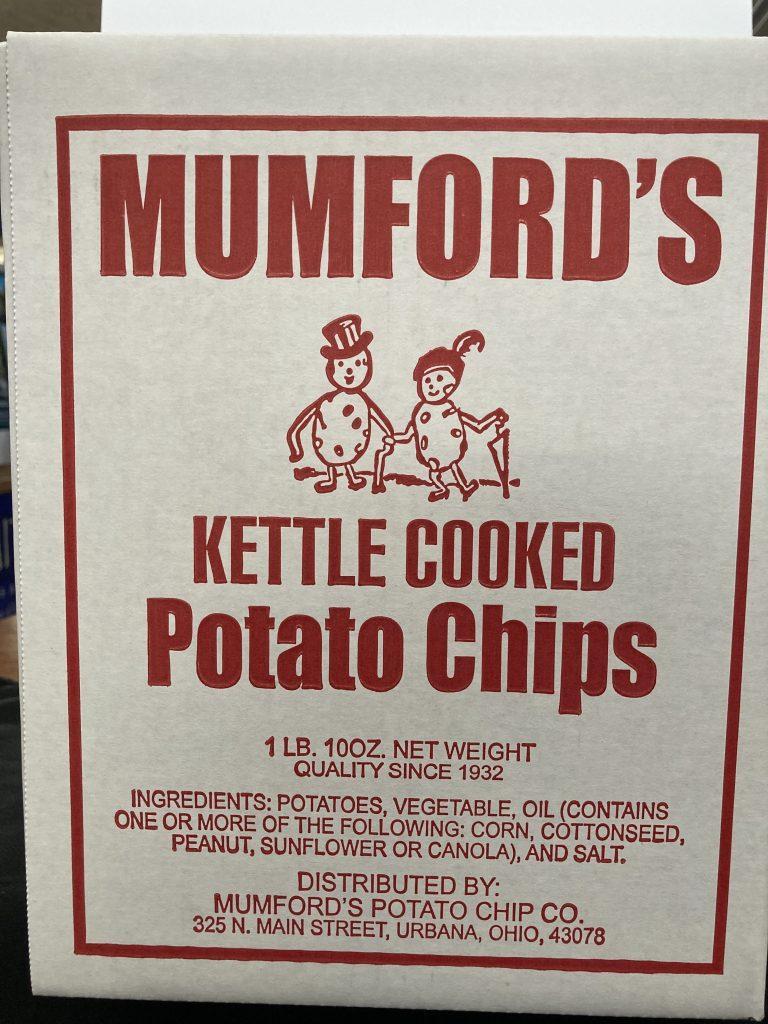 MUMFORD'S
KETTLE COOKED
Potato Chips
1 LB. 10OZ. NET WEIGHT
QUALITY SINCE 1932
INGREDIENTS: POTATOES, VEGETABLE, OIL (CONTAINS
ONE OR MORE OF THE FOLLOWING: CORN, COTTONSEED,
PEANUT, SUNFLOWER OR CANOLA), AND SALT.
DISTRIBUTED BY:
MUMFORD'S POTATO CHIP CO.
325 N. MAIN STREET, URBANA, OHIO, 43078